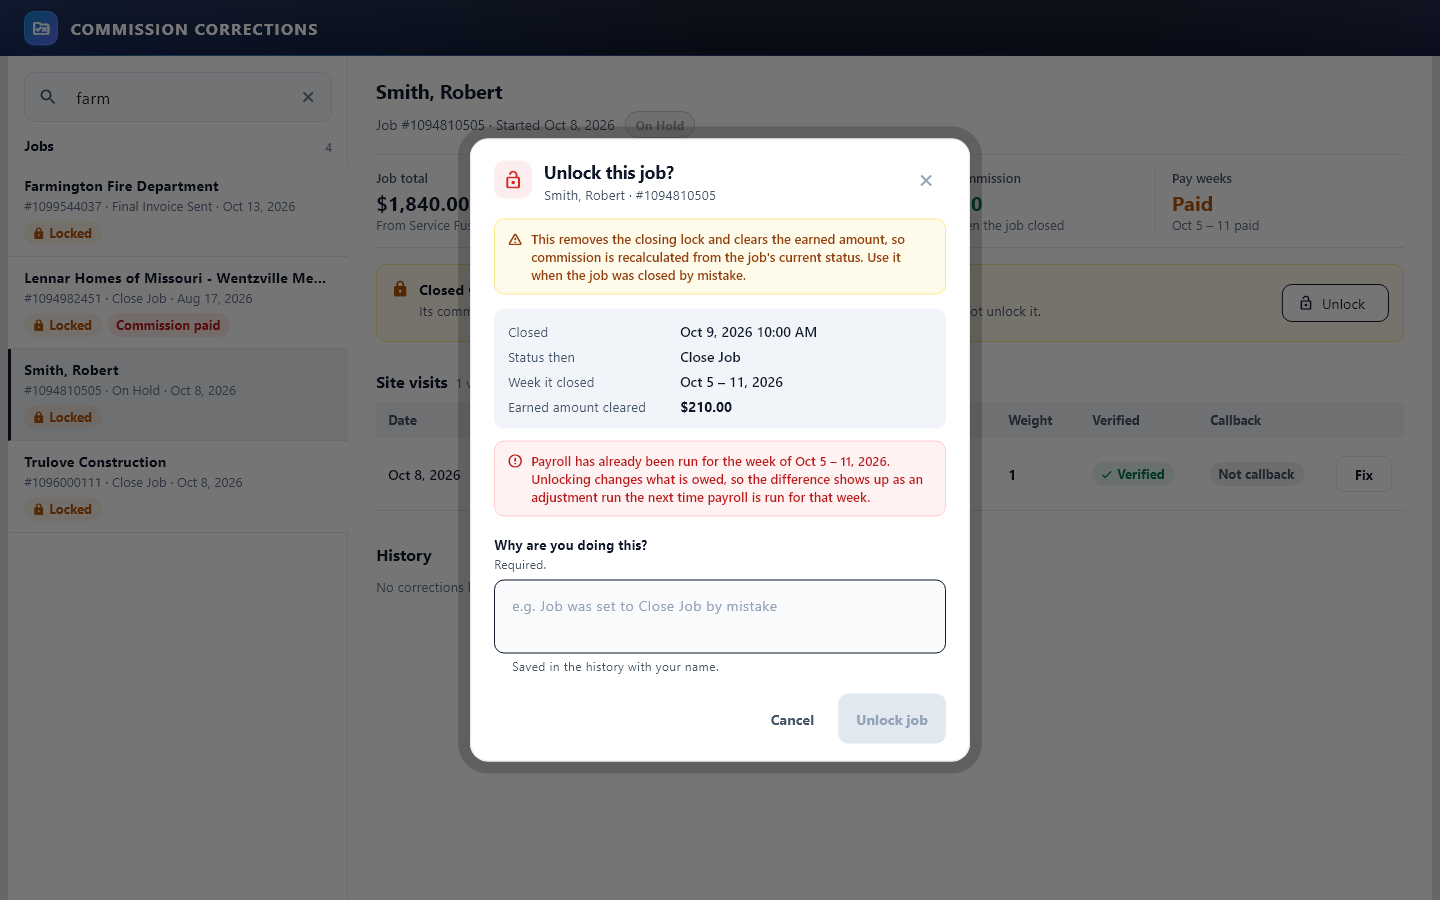 COMMISSION CORRECTIONS
farm
Jobs
4
Farmington Fire Department
#1099544037 · Final Invoice Sent · Oct 13, 2026
Locked
Lennar Homes of Missouri - Wentzville Me...
#1094982451 · Close Job · Aug 17, 2026
Locked
Commission paid
Smith, Robert
#1094810505 · On Hold · Oct 8, 2026
Locked
Trulove Construction
#1096000111 · Close Job · Oct 8, 2026
Locked
Smith, Robert
Job #1094810505 · Started Oct 8, 2026
On Hold
Job total
$1,840.00
From Service
Pay weeks
Paid
Oct 5 – 11 paid
the job closed
Closed
Its
not unlock it.
Unlock
Site visits
1
Date
Weight
Verified
Callback
Oct 8, 2026
1
Verified
Not callback
Fix
History
No corrections
Unlock this job?
Smith, Robert · #1094810505
This removes the closing lock and clears the earned amount, so
commission is recalculated from the job's current status. Use it
when the job was closed by mistake.
Closed
Oct 9, 2026 10:00 AM
Status then
Close Job
Week it closed
Oct 5 – 11, 2026
Earned amount cleared
$210.00
Payroll has already been run for the week of Oct 5 – 11, 2026.
Unlocking changes what is owed, so the difference shows up as an
adjustment run the next time payroll is run for that week.
Why are you doing this?
Required.
e.g. Job was set to Close Job by mistake
Saved in the history with your name.
Cancel
Unlock job